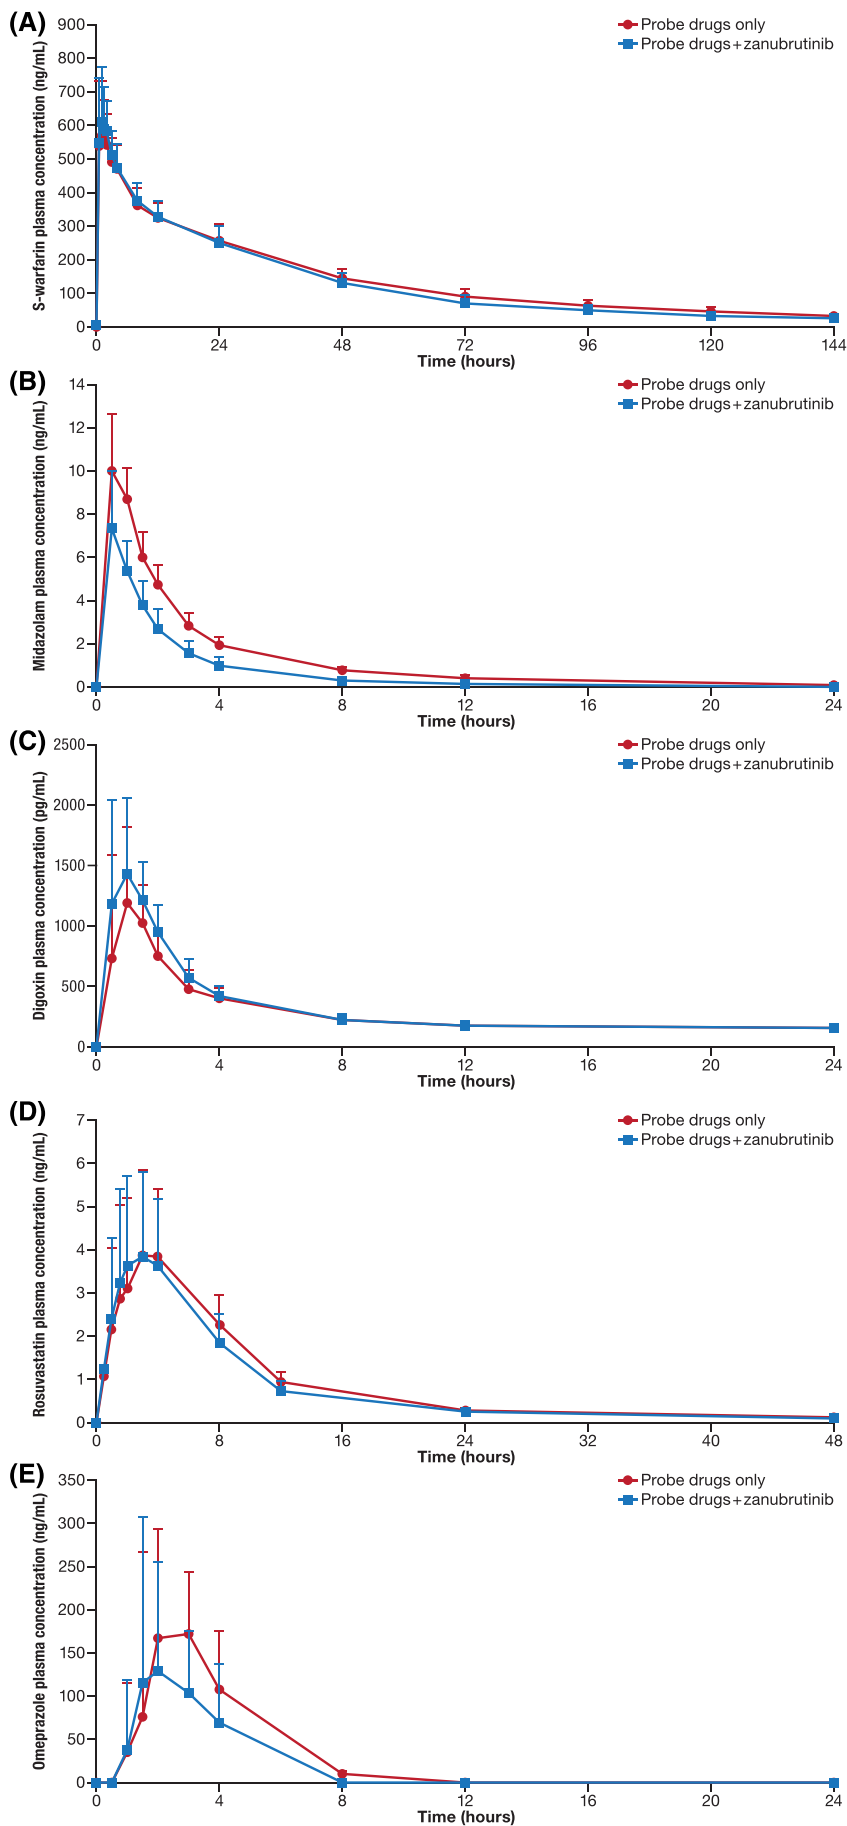 (A)
S-warfarin plasma concentration (ng/mL)
900
800
700
600
500
400
300
200
100
0
Probe drugs only
Probe drugs+zanubrutinib
0 24 48 72 96 120 144
Time (hours)
(B)
Midazolam plasma concentration (ng/mL)
14
12
10
8
6
4
2
0
Probe drugs only
Probe drugs+zanubrutinib
0 4 8 12 16 20 24
Time (hours)
(C)
Digoxin plasma concentration (pg/mL)
2500
2000
1500
1000
500
0
Probe drugs only
Probe drugs+zanubrutinib
0 4 8 12 16 20 24
Time (hours)
(D)
Rosuvastatin plasma concentration (ng/mL)
7
6
5
4
3
2
1
0
Probe drugs only
Probe drugs+zanubrutinib
0 8 16 24 32 40 48
Time (hours)
(E)
Omeprazole plasma concentration (ng/mL)
350
300
250
200
150
100
50
0
Probe drugs only
Probe drugs+zanubrutinib
0 4 8 12 16 20 24
Time (hours)